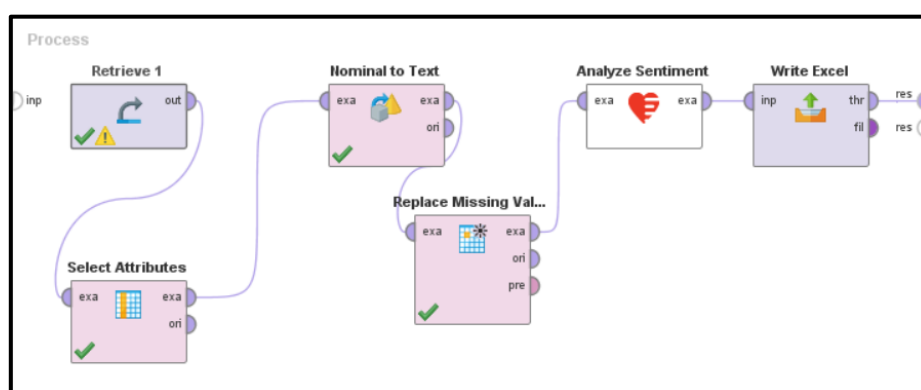 Process
Retrieve 1
inp
out
Nominal to Text
exa
exa
ori
Analyze Sentiment
exa
exa
Write Excel
inp
thr
fil
res
res
Replace Missing Val...
exa
exa
ori
pre
Select Attributes
exa
exa
ori